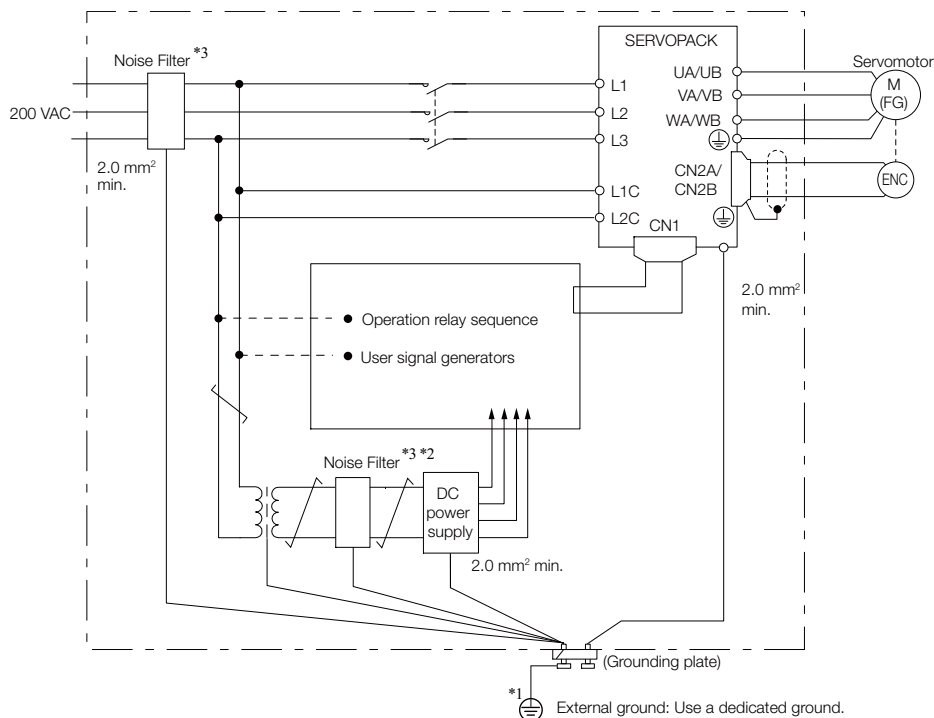 SERVOPACK
Noise Filter *3
Servomotor
UA/UB
M
(FG)
L1
VA/VB
200 VAC
L2
WA/WB
L3
2.0 mm²
min.
CN2A/
CN2B
ENC
L1C
L2C
CN1
2.0 mm²
min.
Operation relay sequence
User signal generators
Noise Filter *3 *2
DC
power
supply
2.0 mm² min.
(Grounding plate)
*1
External ground: Use a dedicated ground.